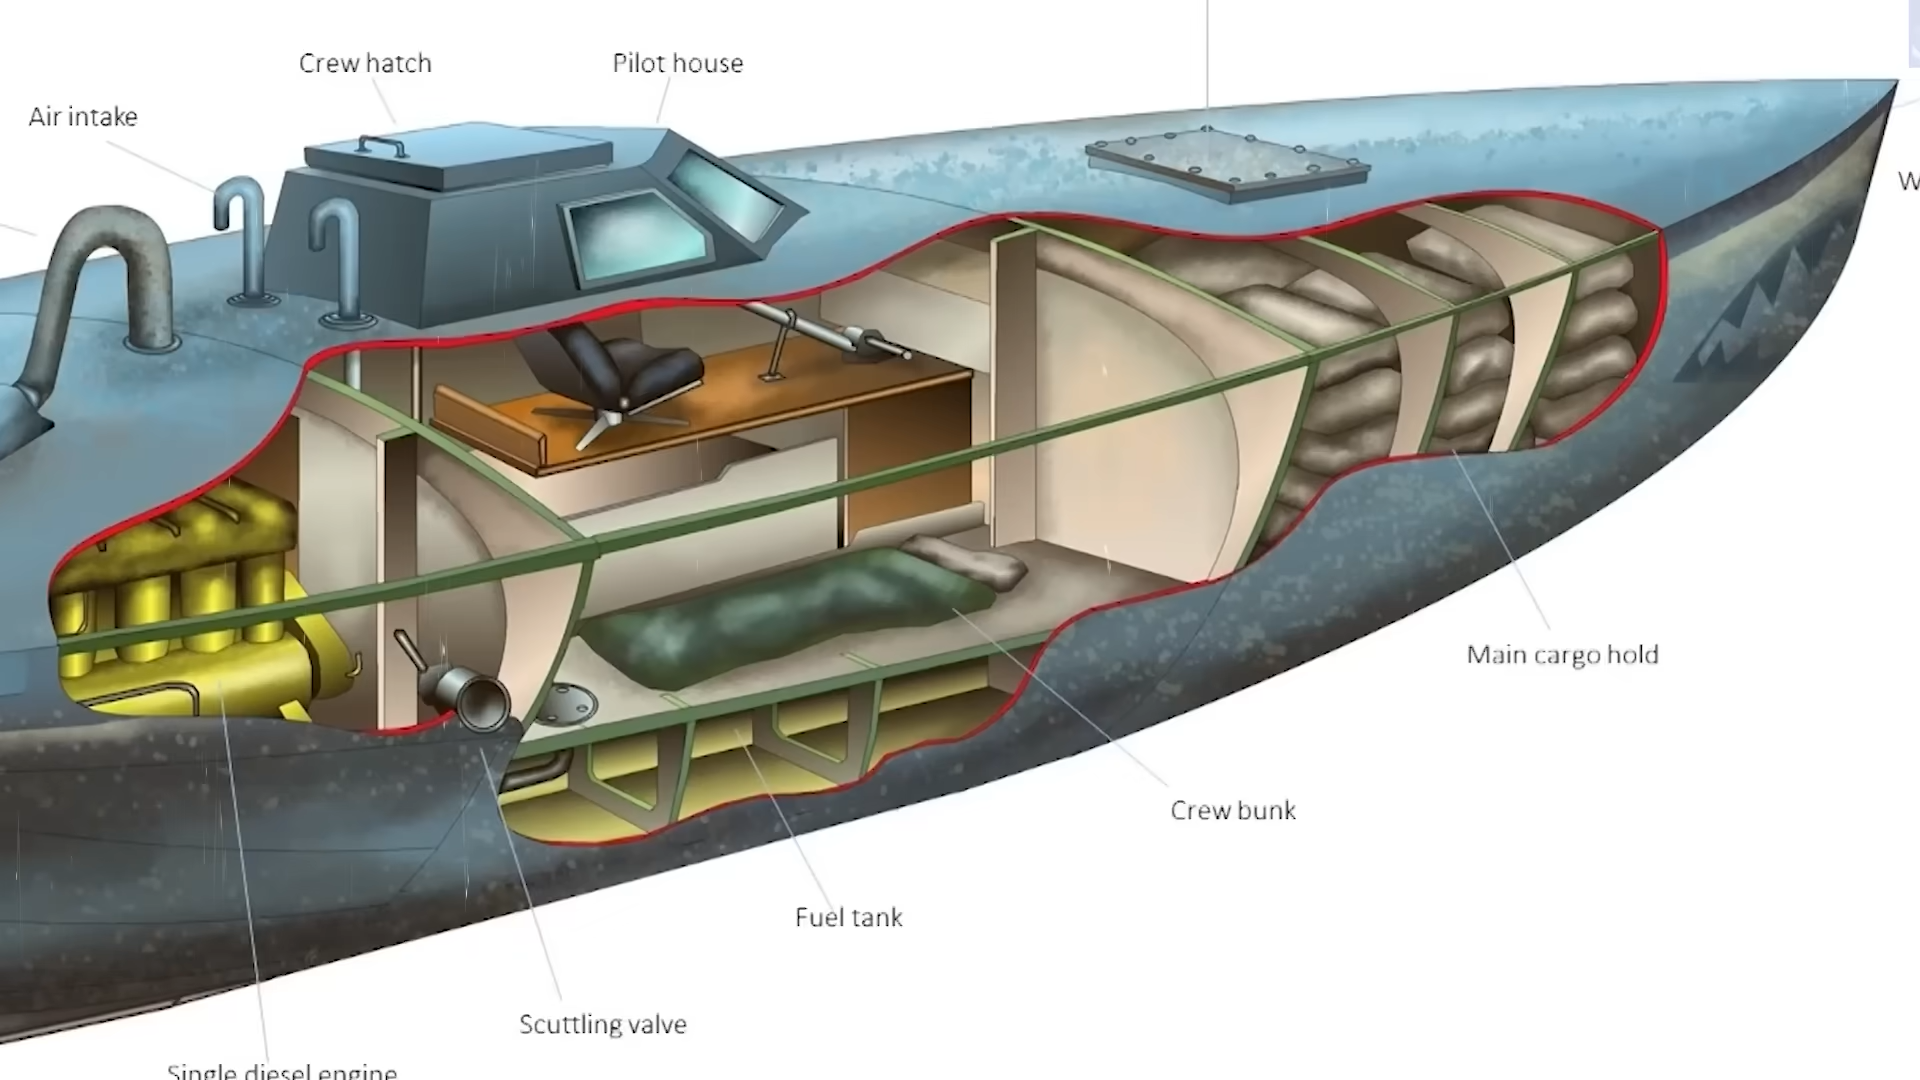 Crew hatch
Pilot house
Air intake
W
Main cargo hold
Crew bunk
Fuel tank
Scuttling valve
Single diesel engine